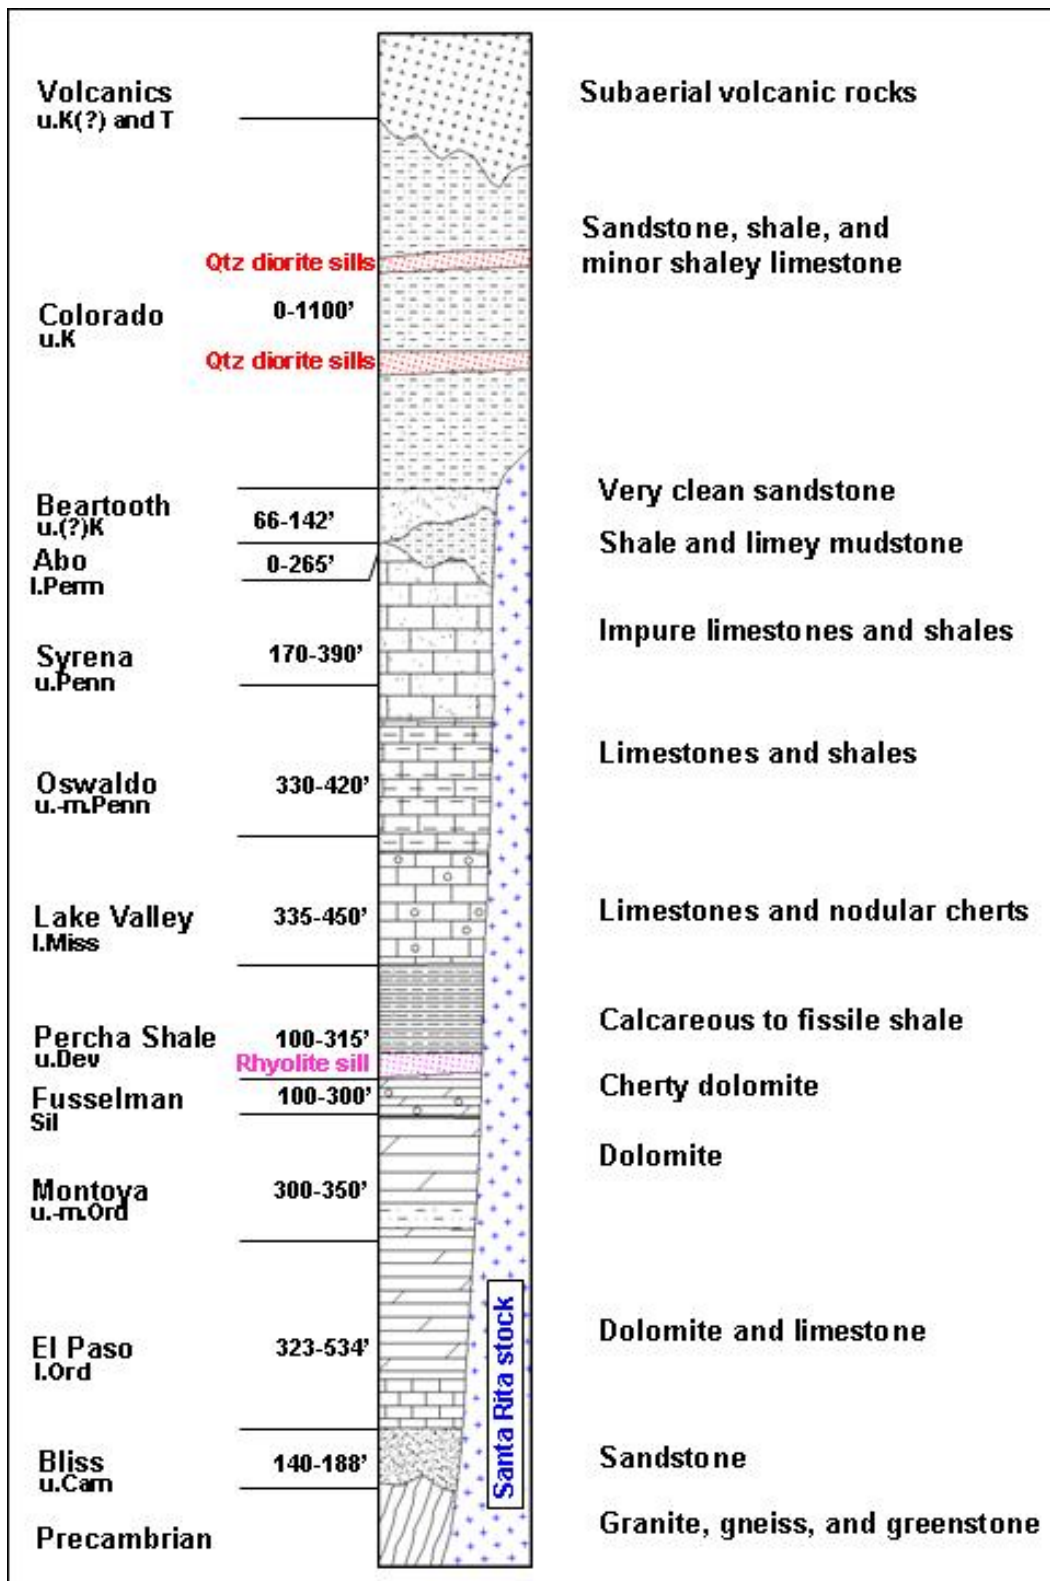 Volcanics
u.K(?) and T
Subaerial volcanic rocks
Sandstone, shale, and
minor shaley limestone
Qtz diorite sills
0-1100’
Colorado
u.K
Qtz diorite sills
Beartooth
u.(?)K
66-142’
Very clean sandstone
Abo
l.Perm
0-265’
Shale and limey mudstone
Syrena
u.Penn
170-390’
Impure limestones and shales
Oswaldo
u.-m.Penn
330-420’
Limestones and shales
Lake Valley
l.Miss
335-450’
Limestones and nodular cherts
Percha Shale
u.Dev
100-315’
Rhyolite sill
Calcareous to fissile shale
Fusselman
Sil
100-300’
Cherty dolomite
Montoya
u.-m.Ord
300-350’
Dolomite
El Paso
l.Ord
323-534’
Dolomite and limestone
Santa Rita stock
Bliss
u.Cam
140-188’
Sandstone
Precambrian
Granite, gneiss, and greenstone